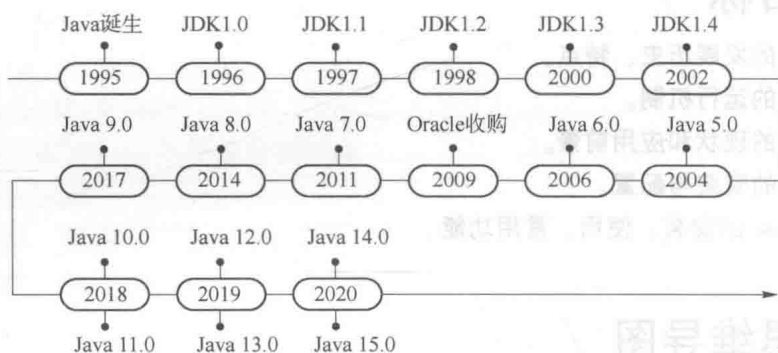 Java诞生 JDK1.0 JDK1.1 JDK1.2 JDK1.3 JDK1.4
1995 1996 1997 1998 2000 2002
Java 9.0 Java 8.0 Java 7.0 Oracle收购 Java 6.0 Java 5.0
2017 2014 2011 2009 2006 2004
Java 10.0 Java 12.0 Java 14.0
2018 2019 2020
Java 11.0 Java 13.0 Java 15.0